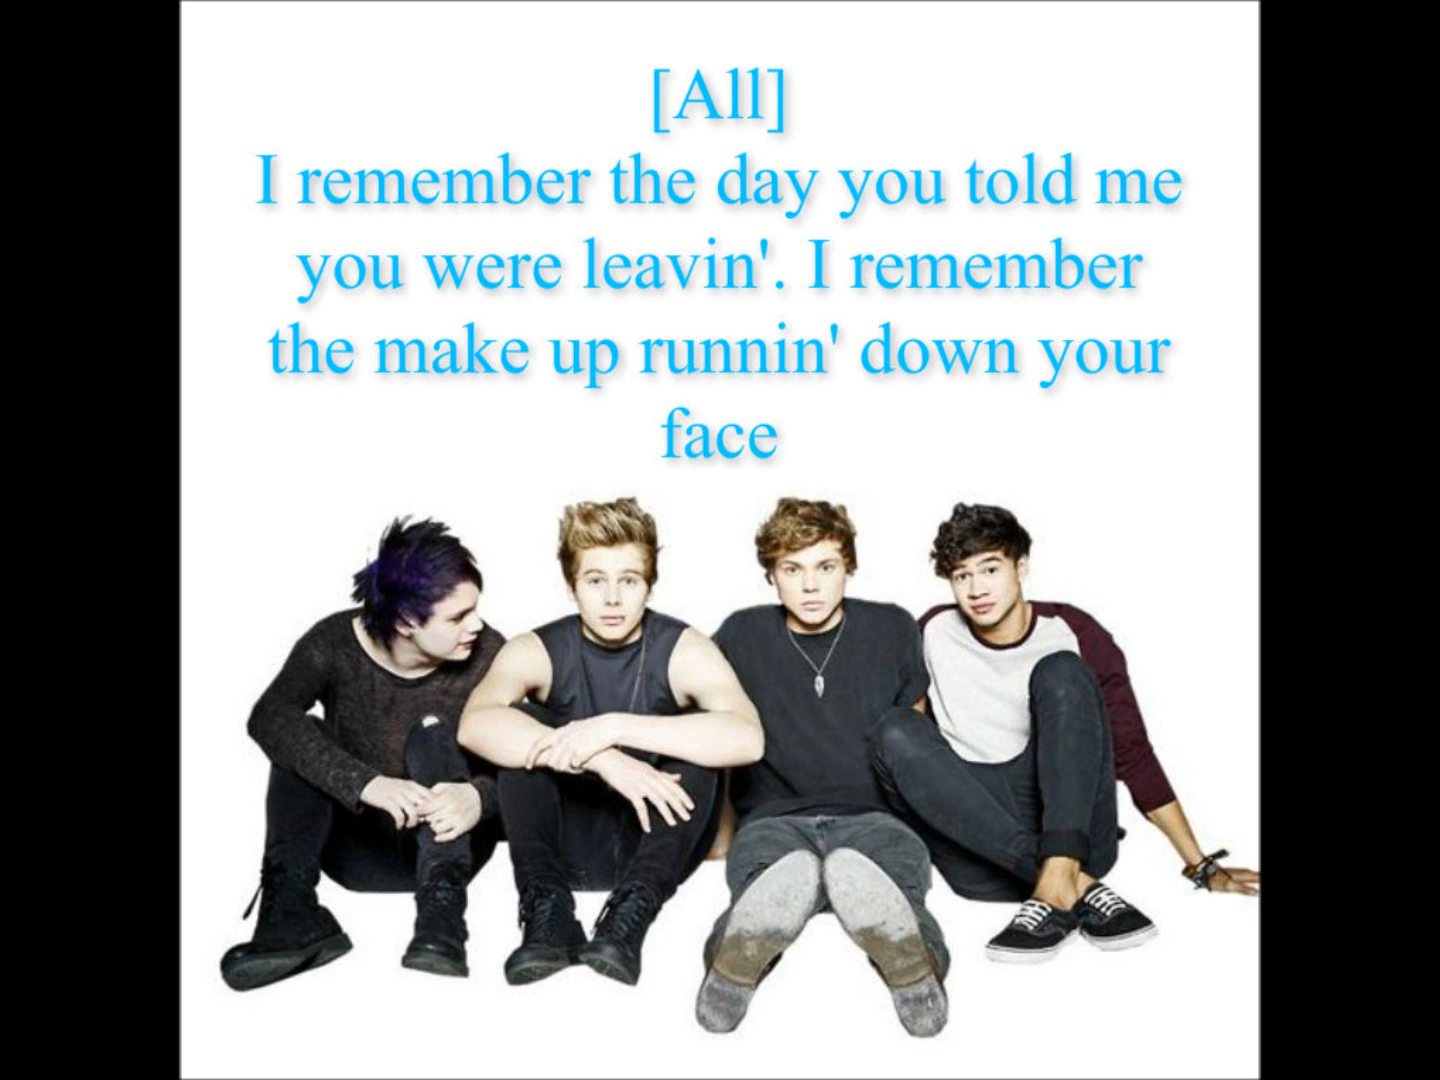 [All]
I remember the day you told me
you were leavin'. I remember
the make up runnin' down your
face